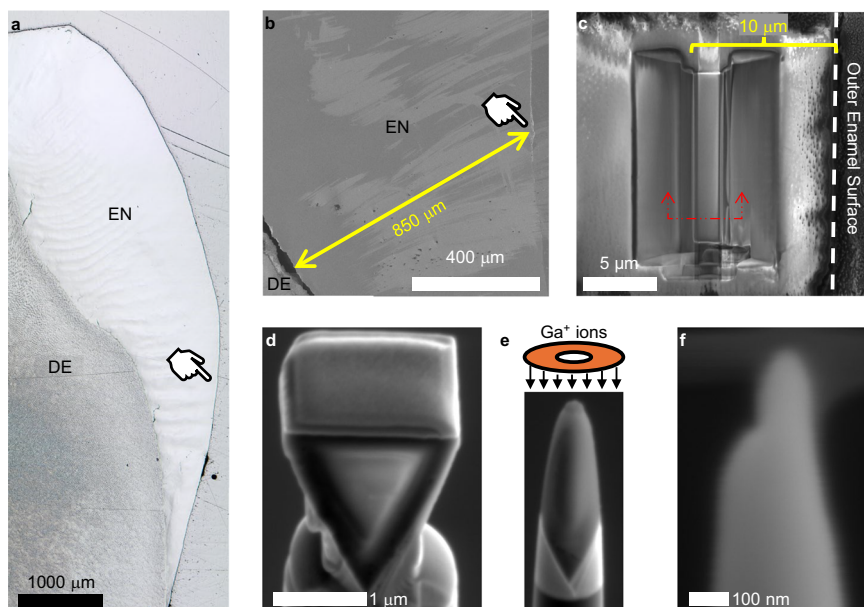 a
EN
DE
1000 μm
b
EN
850 μm
400 μm
DE
c
10 μm
Outer Enamel Surface
5 μm
d
1 μm
e
Ga⁺ ions
f
100 nm